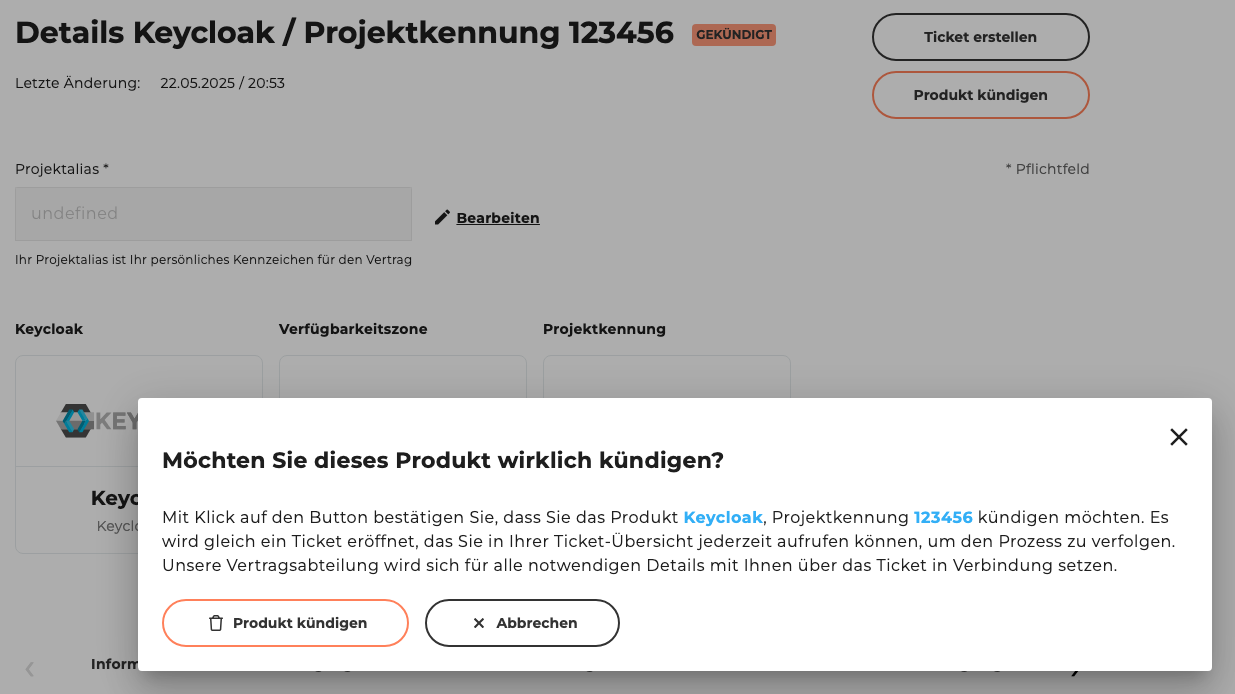 Details Keycloak / Projektkennung 123456 GEKÜNDIGT
Ticket erstellen
Letzte Änderung: 22.05.2025 / 20:53
Produkt kündigen
Projektalias * * Pflichtfeld
undefined
Bearbeiten
Ihr Projektalias ist Ihr persönliches Kennzeichen für den Vertrag
Keycloak Verfügbarkeitszone Projektkennung
Möchten Sie dieses Produkt wirklich kündigen?
Mit Klick auf den Button bestätigen Sie, dass Sie das Produkt Keycloak, Projektkennung 123456 kündigen möchten. Es
wird gleich ein Ticket eröffnet, das Sie in Ihrer Ticket-Übersicht jederzeit aufrufen können, um den Prozess zu verfolgen.
Unsere Vertragsabteilung wird sich für alle notwendigen Details mit Ihnen über das Ticket in Verbindung setzen.
Produkt kündigen Abbrechen